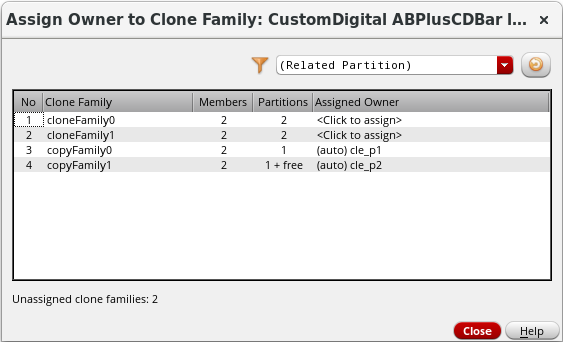 Assign Owner to Clone Family: CustomDigital ABPlusCDBar l...
(Related Partition)
No Clone Family Members Partitions Assigned Owner
1 cloneFamily0 2 2 <Click to assign>
2 cloneFamily1 2 2 <Click to assign>
3 copyFamily0 2 1 (auto) cle_p1
4 copyFamily1 2 1 + free (auto) cle_p2
Unassigned clone families: 2
Close Help